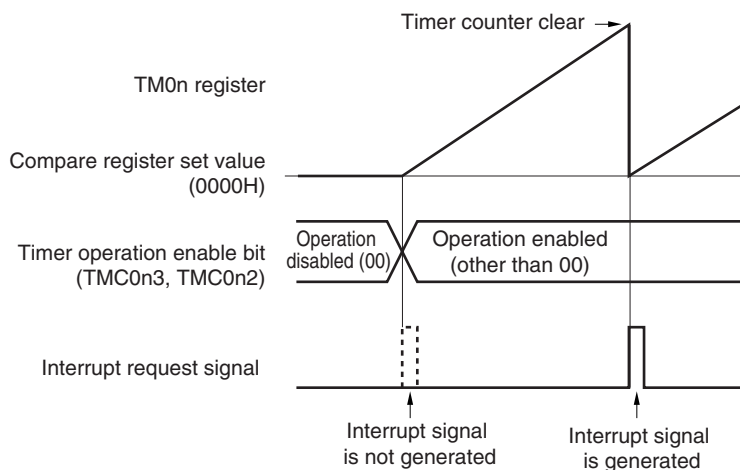 Timer counter clear
TM0n register
Compare register set value
(0000H)
Timer operation enable bit
(TMC0n3, TMC0n2)
Operation
disabled (00)
Operation enabled
(other than 00)
Interrupt request signal
Interrupt signal
is not generated
Interrupt signal
is generated